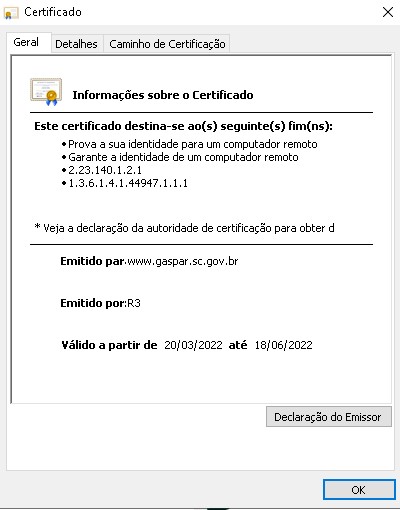 Certificado
Geral Detalhes Caminho de Certificação
Informações sobre o Certificado
Este certificado destina-se ao(s) seguinte(s) fim(ns):
• Prova a sua identidade para um computador remoto
• Garante a identidade de um computador remoto
• 2.23.140.1.2.1
• 1.3.6.1.4.1.44947.1.1.1
* Veja a declaração da autoridade de certificação para obter d
Emitido par www.gaspar.sc.gov.br
Emitido por: R3
Válido a partir de 20/03/2022 até 18/06/2022
Declaração do Emissor
OK